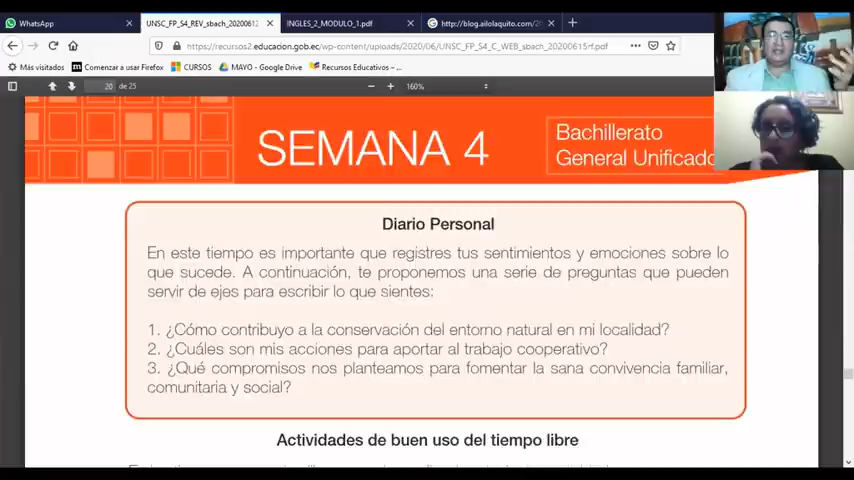 WhatsApp
UNSC_FP_S4_REV_sbach_20200612
INGLES_2_MODULO_1.pdf
http://blog.ailolaquito.com/
https://recursos2.educacion.gob.ec/wp-content/uploads/2020/06/UNSC_FP_S4_C_WEB_sbach_20200615rf.pdf
Más visitados
Comenzar a usar Firefox
CURSOS
MAYO - Google Drive
Recursos Educativos – ...
20 de 25
160%
SEMANA 4
Bachillerato
General Unificado
Diario Personal
En este tiempo es importante que registres tus sentimientos y emociones sobre lo
que sucede. A continuación, te proponemos una serie de preguntas que pueden
servir de ejes para escribir lo que sientes:
1. ¿Cómo contribuyo a la conservación del entorno natural en mi localidad?
2. ¿Cuáles son mis acciones para aportar al trabajo cooperativo?
3. ¿Qué compromisos nos planteamos para fomentar la sana convivencia familiar,
comunitaria y social?
Actividades de buen uso del tiempo libre